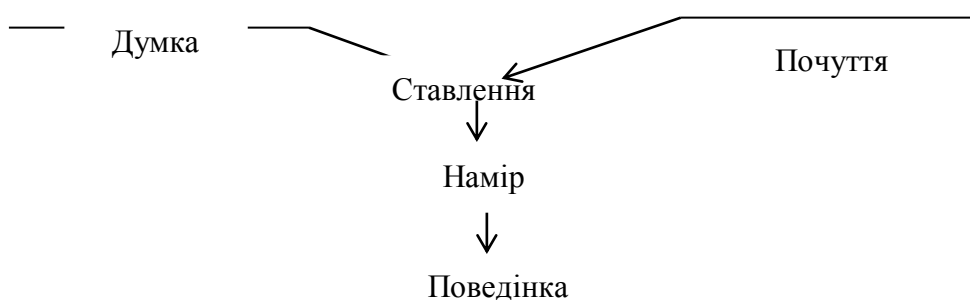 Думка
Почуття
Ставлення
Намір
Поведінка